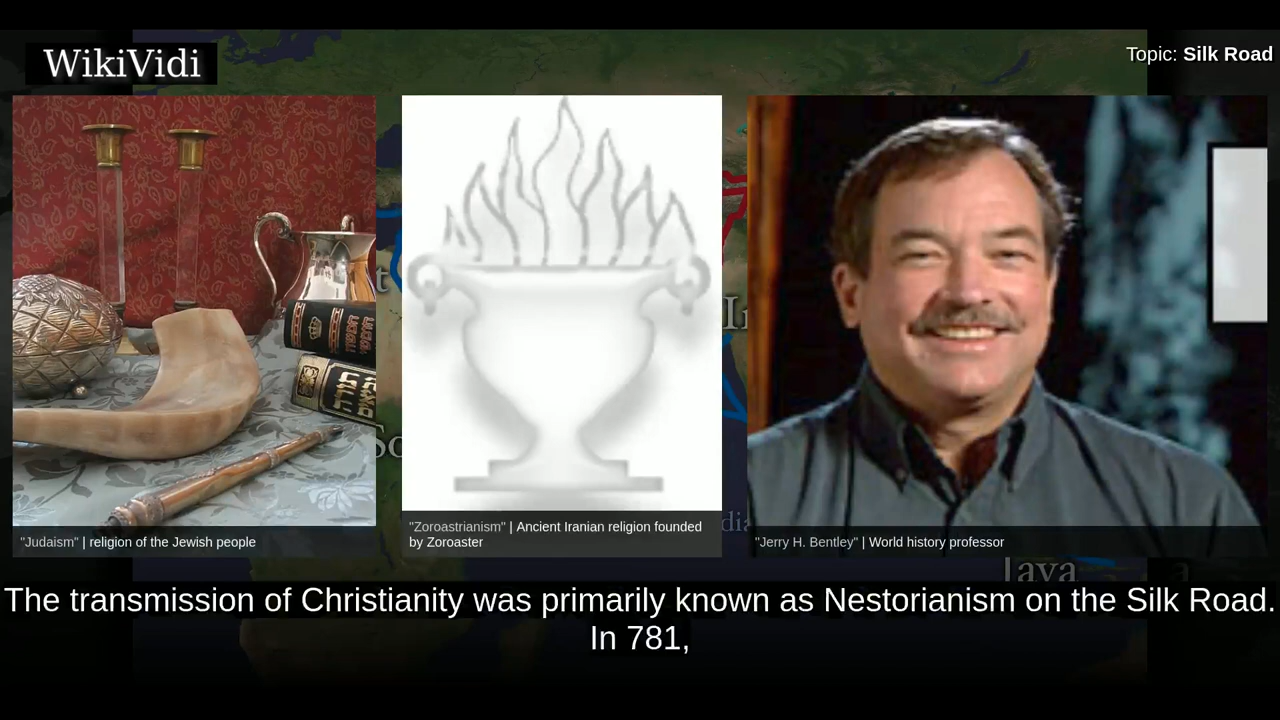 WikiVidi
Topic: Silk Road
"Judaism" | religion of the Jewish people
"Zoroastrianism" | Ancient Iranian religion founded
by Zoroaster
"Jerry H. Bentley" | World history professor
Java
The transmission of Christianity was primarily known as Nestorianism on the Silk Road.
In 781,